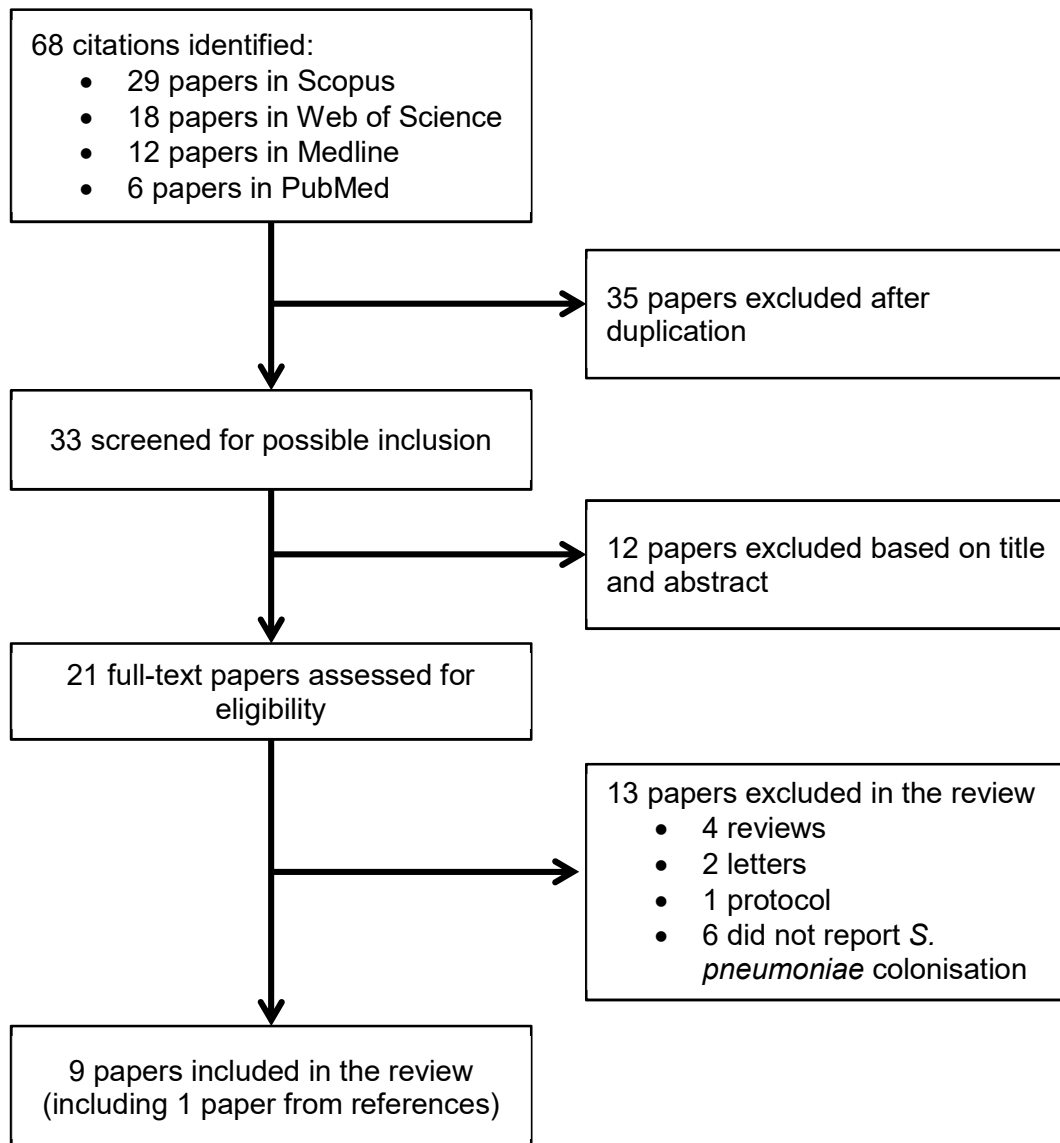 68 citations identified:
• 29 papers in Scopus
• 18 papers in Web of Science
• 12 papers in Medline
• 6 papers in PubMed
35 papers excluded after
duplication
33 screened for possible inclusion
12 papers excluded based on title
and abstract
21 full-text papers assessed for
eligibility
13 papers excluded in the review
• 4 reviews
• 2 letters
• 1 protocol
• 6 did not report S.
pneumoniae colonisation
9 papers included in the review
(including 1 paper from references)